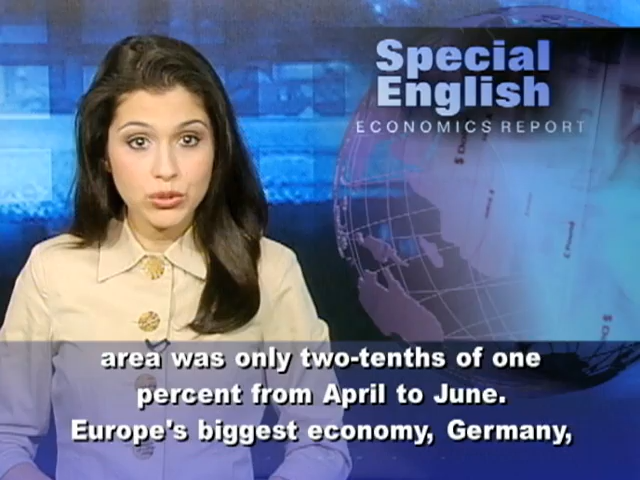 Special
English
ECONOMICS REPORT
area was only two-tenths of one
percent from April to June.
Europe's biggest economy, Germany,